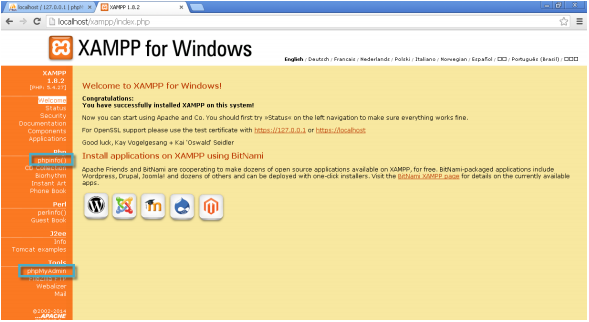 localhost / 127.0.0.1 | phpM
XAMPP 1.8.2
localhost/xampp/index.php
XAMPP for Windows
English / Deutsch / Francais / Nederlands / Polski / Italiano / Norwegian / Español / / Português (Brasil) /
XAMPP
1.8.2
[PHP: 5.4.27]
Welcome
Status
Security
Documentation
Components
Applications
Php
phpinfo()
CD Collection
Biorhythm
Instant Art
Phone Book
Perl
perlinfo()
Guest Book
J2ee
Info
Tomcat examples
Tools
phpMyAdmin
Webalizer
Mail
©2002-2014
...APACHE
Welcome to XAMPP for Windows!
Congratulations:
You have successfully installed XAMPP on this system!
Now you can start using Apache and Co. You should first try »Status« on the left navigation to make sure everything works fine.
For OpenSSL support please use the test certificate with https://127.0.0.1 or https://localhost
Good luck, Kay Vogelgesang + Kai 'Oswald' Seidler
Install applications on XAMPP using BitNami
Apache Friends and BitNami are cooperating to make dozens of open source applications available on XAMPP, for free. BitNami-packaged applications include
Wordpress, Drupal, Joomla! and dozens of others and can be deployed with one-click installers. Visit the BitNami XAMPP page for details on the currently available
apps.